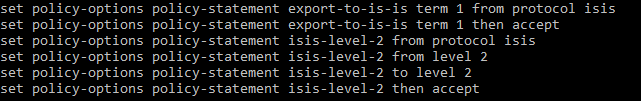 set policy-options policy-statement export-to-is-is term 1 from protocol isis
set policy-options policy-statement export-to-is-is term 1 then accept
set policy-options policy-statement isis-level-2 from protocol isis
set policy-options policy-statement isis-level-2 from level 2
set policy-options policy-statement isis-level-2 to level 2
set policy-options policy-statement isis-level-2 then accept